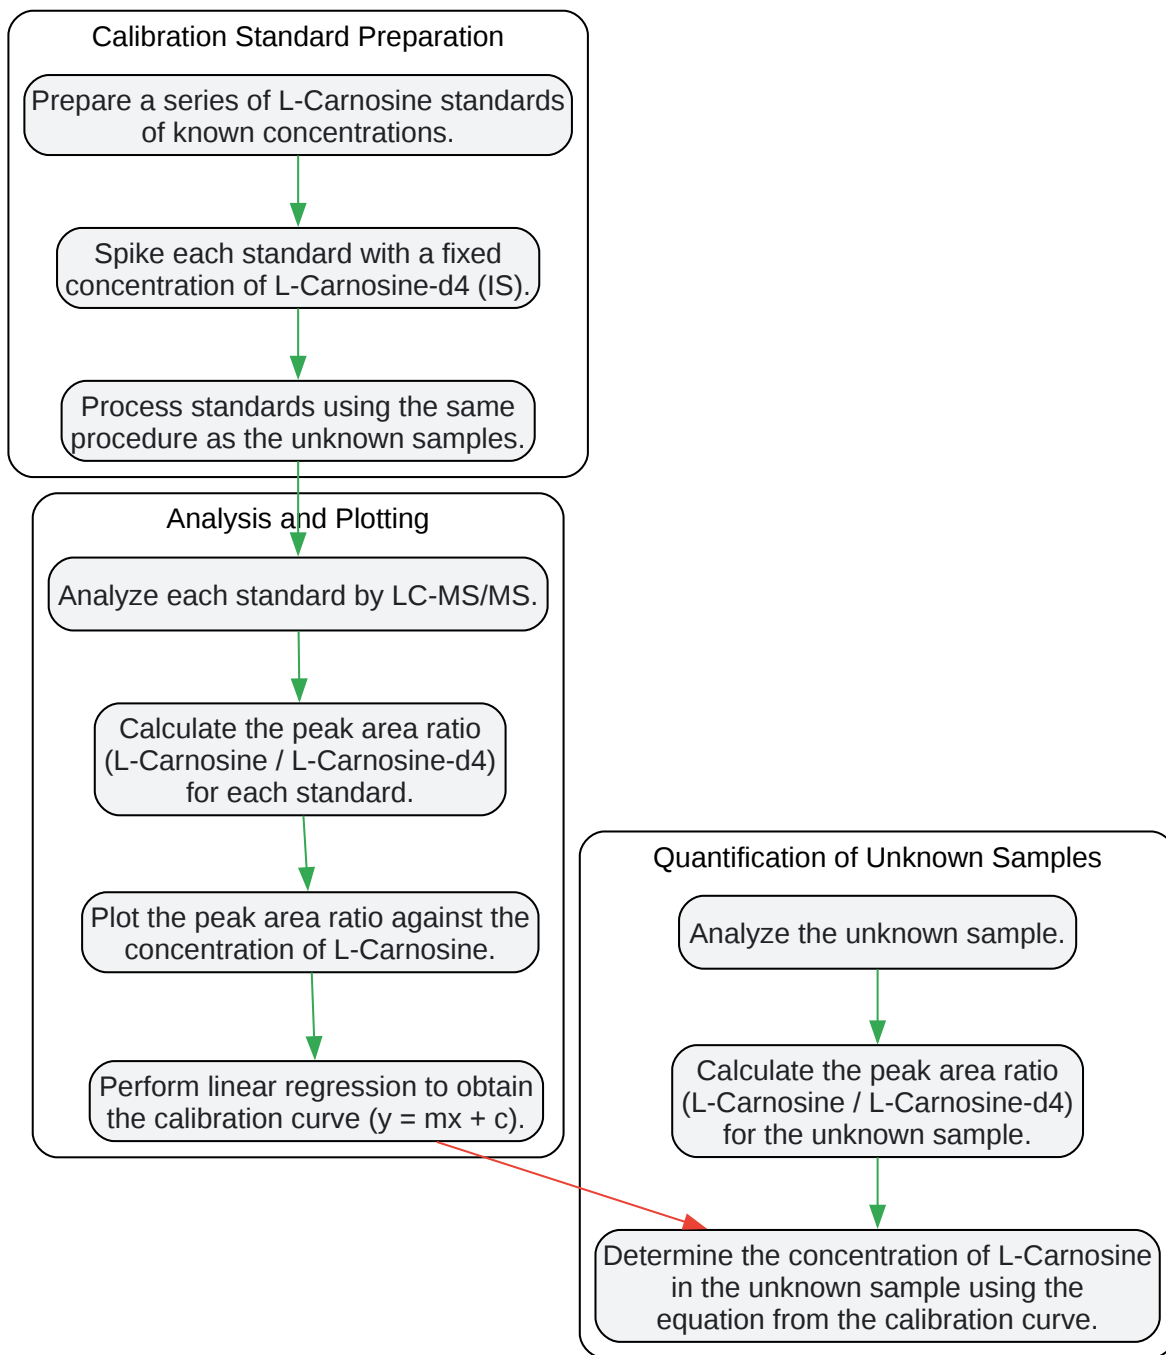 Calibration Standard Preparation
Prepare a series of L-Carnosine standards
of known concentrations.
Spike each standard with a fixed
concentration of L-Carnosine-d4 (IS).
Process standards using the same
procedure as the unknown samples.
Analysis and Plotting
Analyze each standard by LC-MS/MS.
Calculate the peak area ratio
(L-Carnosine / L-Carnosine-d4)
for each standard.
Plot the peak area ratio against the
concentration of L-Carnosine.
Perform linear regression to obtain
the calibration curve (y = mx + c).
Quantification of Unknown Samples
Analyze the unknown sample.
Calculate the peak area ratio
(L-Carnosine / L-Carnosine-d4)
for the unknown sample.
Determine the concentration of L-Carnosine
in the unknown sample using the
equation from the calibration curve.